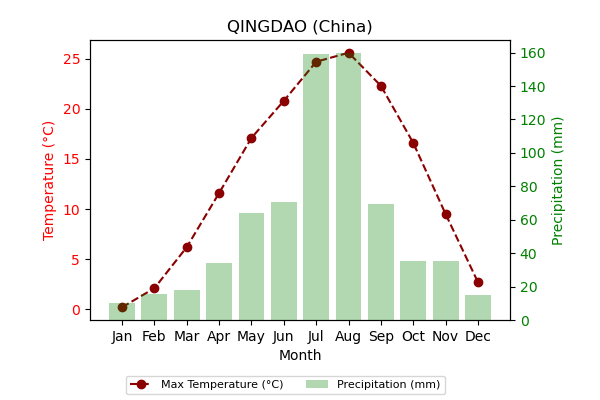 QINGDAO (China)
Temperature (°C)
25
20
15
10
5
0
160
140
120
100
80
60
40
20
0
Precipitation (mm)
Jan Feb Mar Apr May Jun Jul Aug Sep Oct Nov Dec
Month
Max Temperature (°C) Precipitation (mm)